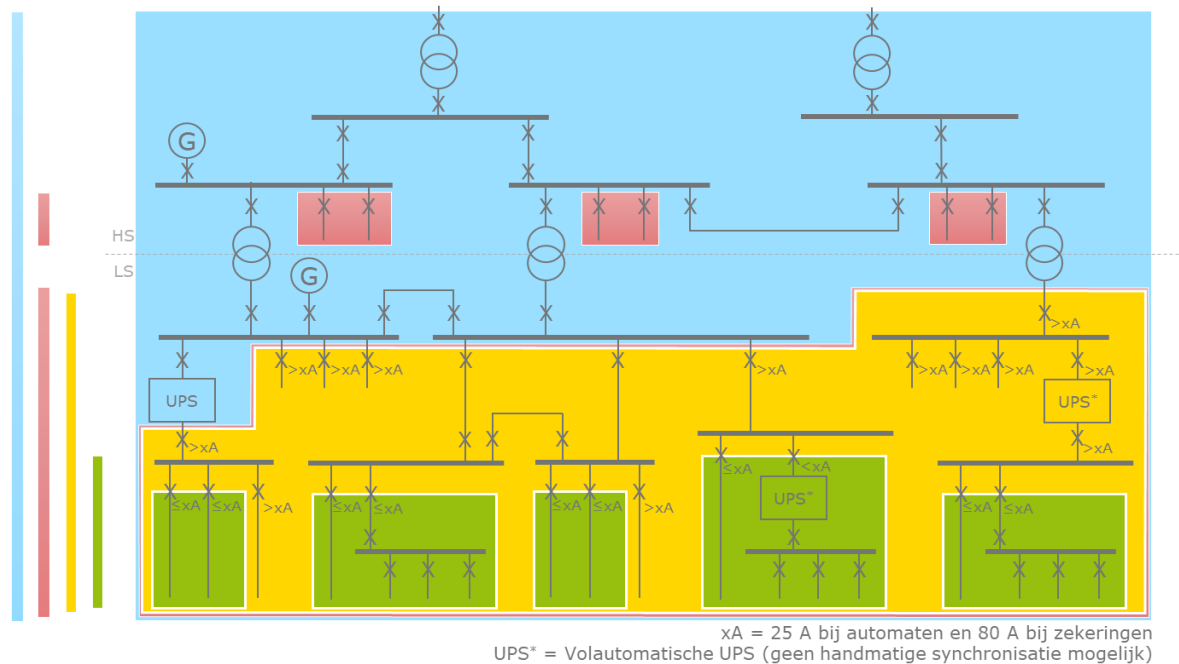 G
HS
LS
G
>xA
>xA
>xA
>xA
>xA
>xA
>xA
>xA
>xA
UPS
UPS*
>xA
>xA
≤xA
<xA
UPS*
≤xA
≤xA
>xA
≤xA
≤xA
≤xA
≤xA
>xA
≤xA
≤xA
xA = 25 A bij automaten en 80 A bij zekeringen
UPS* = Volautomatische UPS (geen handmatige synchronisatie mogelijk)